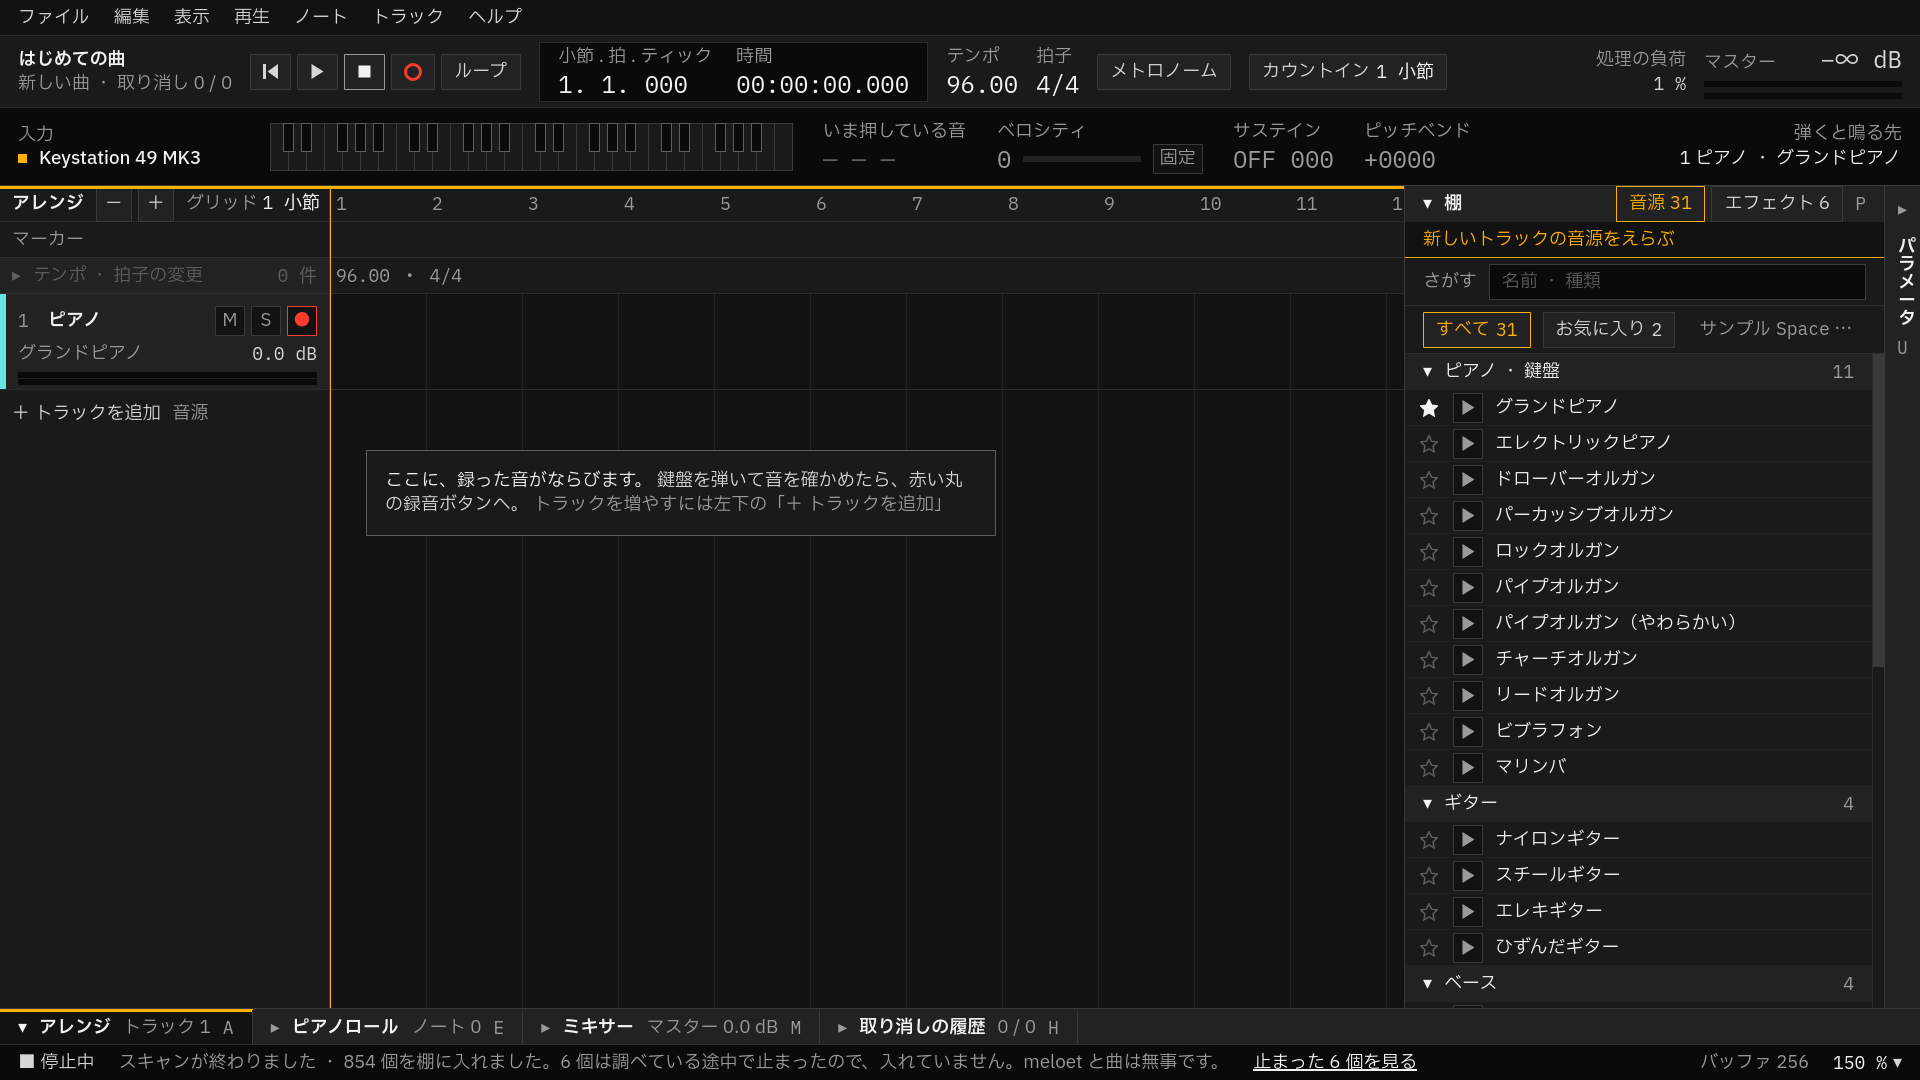 ファイル 編集 表示 再生 ノート トラック ヘルプ
はじめての曲
新しい曲 · 取り消し 0 / 0
ループ
小節 . 拍 . ティック 時間
1. 1. 000 00:00:00.000
テンポ 拍子
96.00 4/4
メトロノーム
カウントイン 1 小節
処理の負荷
1 %
マスター −∞ dB
入力
Keystation 49 MK3
いま押している音
— — —
ベロシティ
0 固定
サステイン
OFF 000
ピッチベンド
+0000
弾くと鳴る先
1 ピアノ · グランドピアノ
アレンジ − + グリッド 1 小節
1 2 3 4 5 6 7 8 9 10 11 1
マーカー
▸ テンポ · 拍子の変更 0 件
96.00 · 4/4
1 ピアノ M S
グランドピアノ 0.0 dB
+ トラックを追加 音源
ここに、録った音がならびます。 鍵盤を弾いて音を確かめたら、赤い丸
の録音ボタンへ。 トラックを増やすには左下の「+ トラックを追加」
▾ 棚 音源 31 エフェクト 6 P
新しいトラックの音源をえらぶ
さがす 名前 · 種類
すべて 31 お気に入り 2 サンプル Space …
▾ ピアノ · 鍵盤 11
グランドピアノ
エレクトリックピアノ
ドローバーオルガン
パーカッシブオルガン
ロックオルガン
パイプオルガン
パイプオルガン（やわらかい）
チャーチオルガン
リードオルガン
ビブラフォン
マリンバ
▾ ギター 4
ナイロンギター
スチールギター
エレキギター
ひずんだギター
▾ ベース 4
▸ パラメータ U
▾ アレンジ トラック 1 A
▸ ピアノロール ノート 0 E
▸ ミキサー マスター 0.0 dB M
▸ 取り消しの履歴 0 / 0 H
■ 停止中 スキャンが終わりました · 854 個を棚に入れました。6 個は調べている途中で止まったので、入れていません。meloet と曲は無事です。 止まった 6 個を見る
バッファ 256 150 % ▾